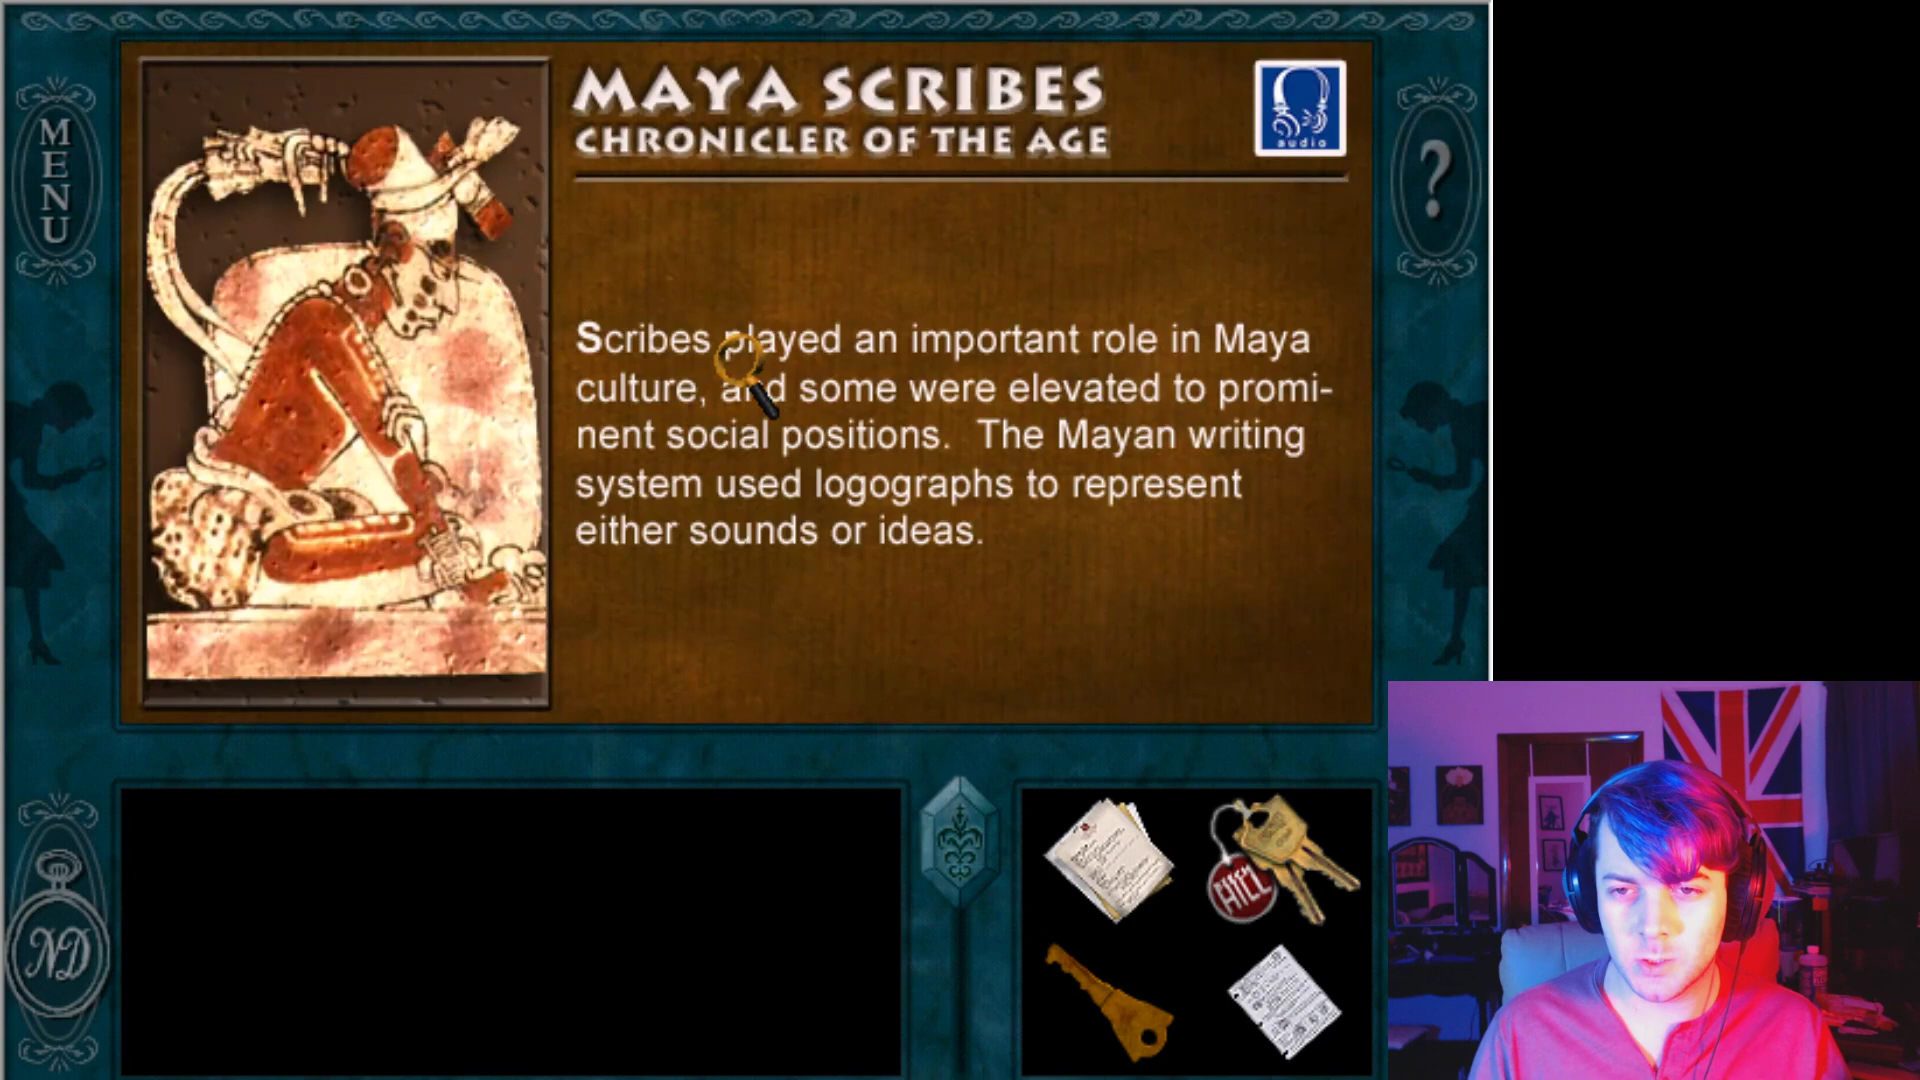 MENU
MAYA SCRIBES
CHRONICLER OF THE AGE
audio
?
Scribes played an important role in Maya
culture, and some were elevated to promi-
nent social positions. The Mayan writing
system used logographs to represent
either sounds or ideas.
ND